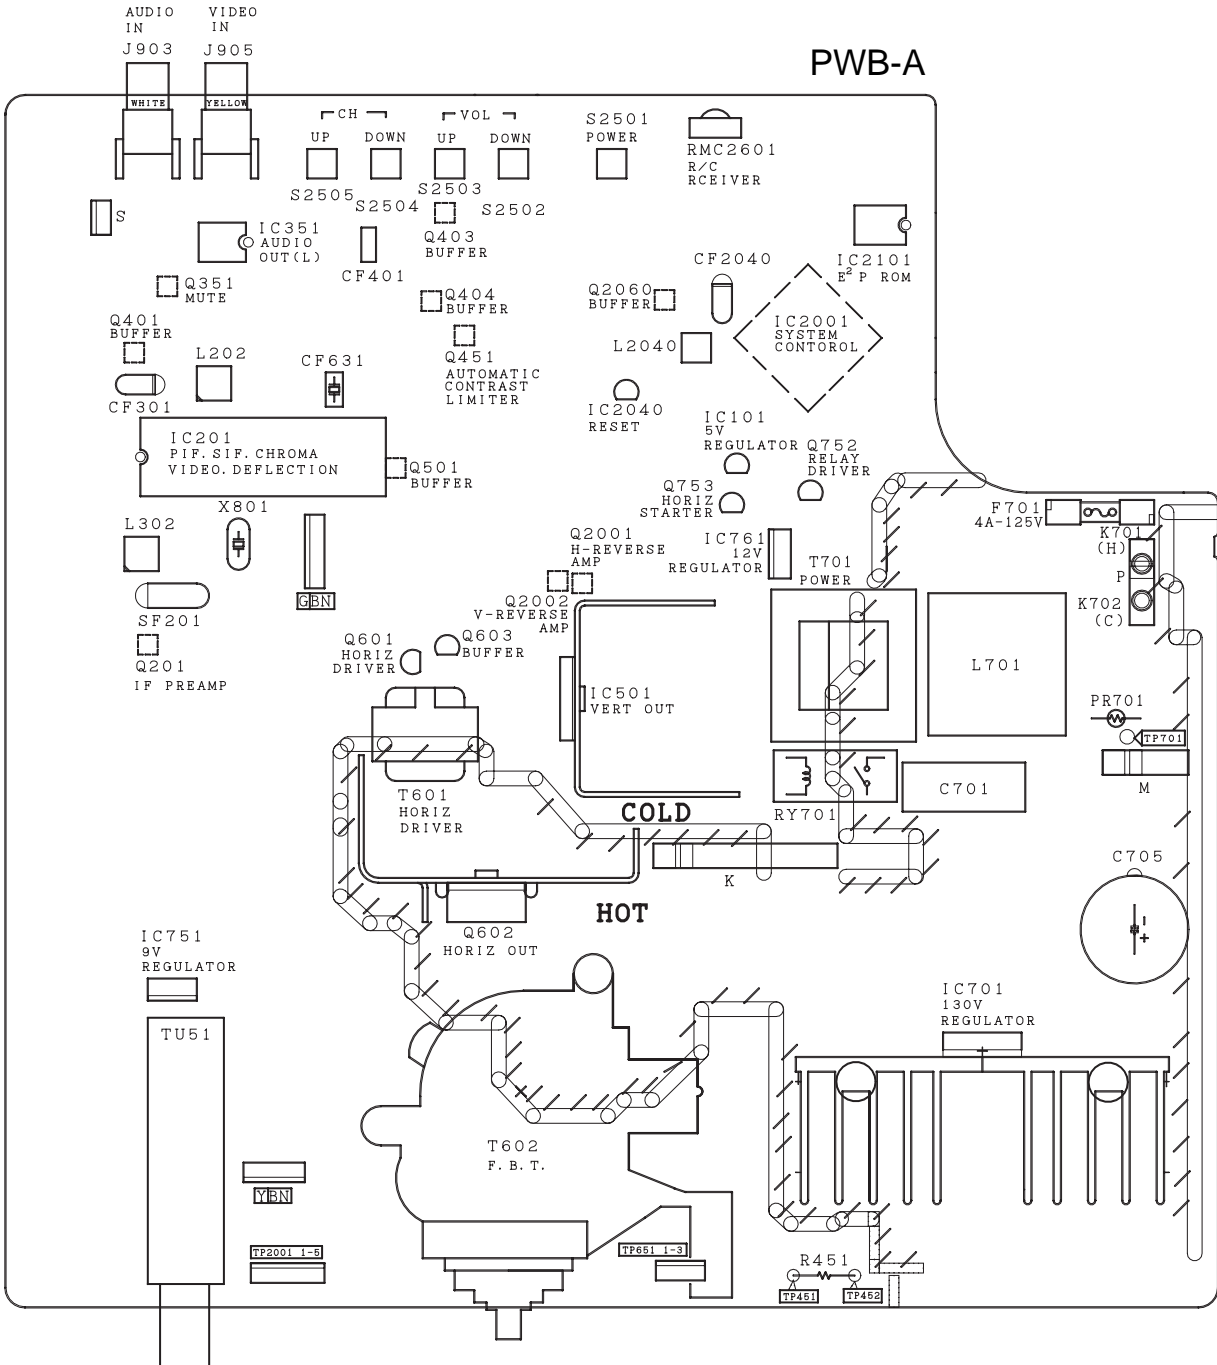 AUDIO
IN
J903
VIDEO
IN
J905
PWB-A
WHITE
YELLOW
CH
UP
DOWN
S2505
S2504
VOL
UP
DOWN
S2503
S2502
S2501
POWER
RMC2601
R/C
RCEIVER
S
IC351
AUDIO
OUT(L)
CF401
Q403
BUFFER
IC2101
E² P ROM
CF2040
Q351
MUTE
Q404
BUFFER
Q2060
BUFFER
IC2001
SYSTEM
CONTOROL
Q401
BUFFER
L202
CF631
Q451
AUTOMATIC
CONTRAST
LIMITER
L2040
CF301
IC2040
RESET
IC101
5V
REGULATOR
IC201
PIF. SIF. CHROMA
VIDEO. DEFLECTION
Q501
BUFFER
Q752
RELAY
DRIVER
Q753
HORIZ
STARTER
X801
F701
4A-125V
L302
Q2001
H-REVERSE
AMP
IC761
12V
REGULATOR
T701
POWER
K701
(H)
P
K702
(C)
GBN
Q2002
V-REVERSE
AMP
SF201
Q201
IF PREAMP
Q601
HORIZ
DRIVER
Q603
BUFFER
L701
IC501
VERT OUT
PR701
TP701
M
T601
HORIZ
DRIVER
COLD
RY701
C701
K
C705
-
+
HOT
Q602
HORIZ OUT
IC751
9V
REGULATOR
IC701
130V
REGULATOR
TU51
T602
F. B. T.
YBN
TP2001 1-5
TP651 1-3
R451
TP451
TP452